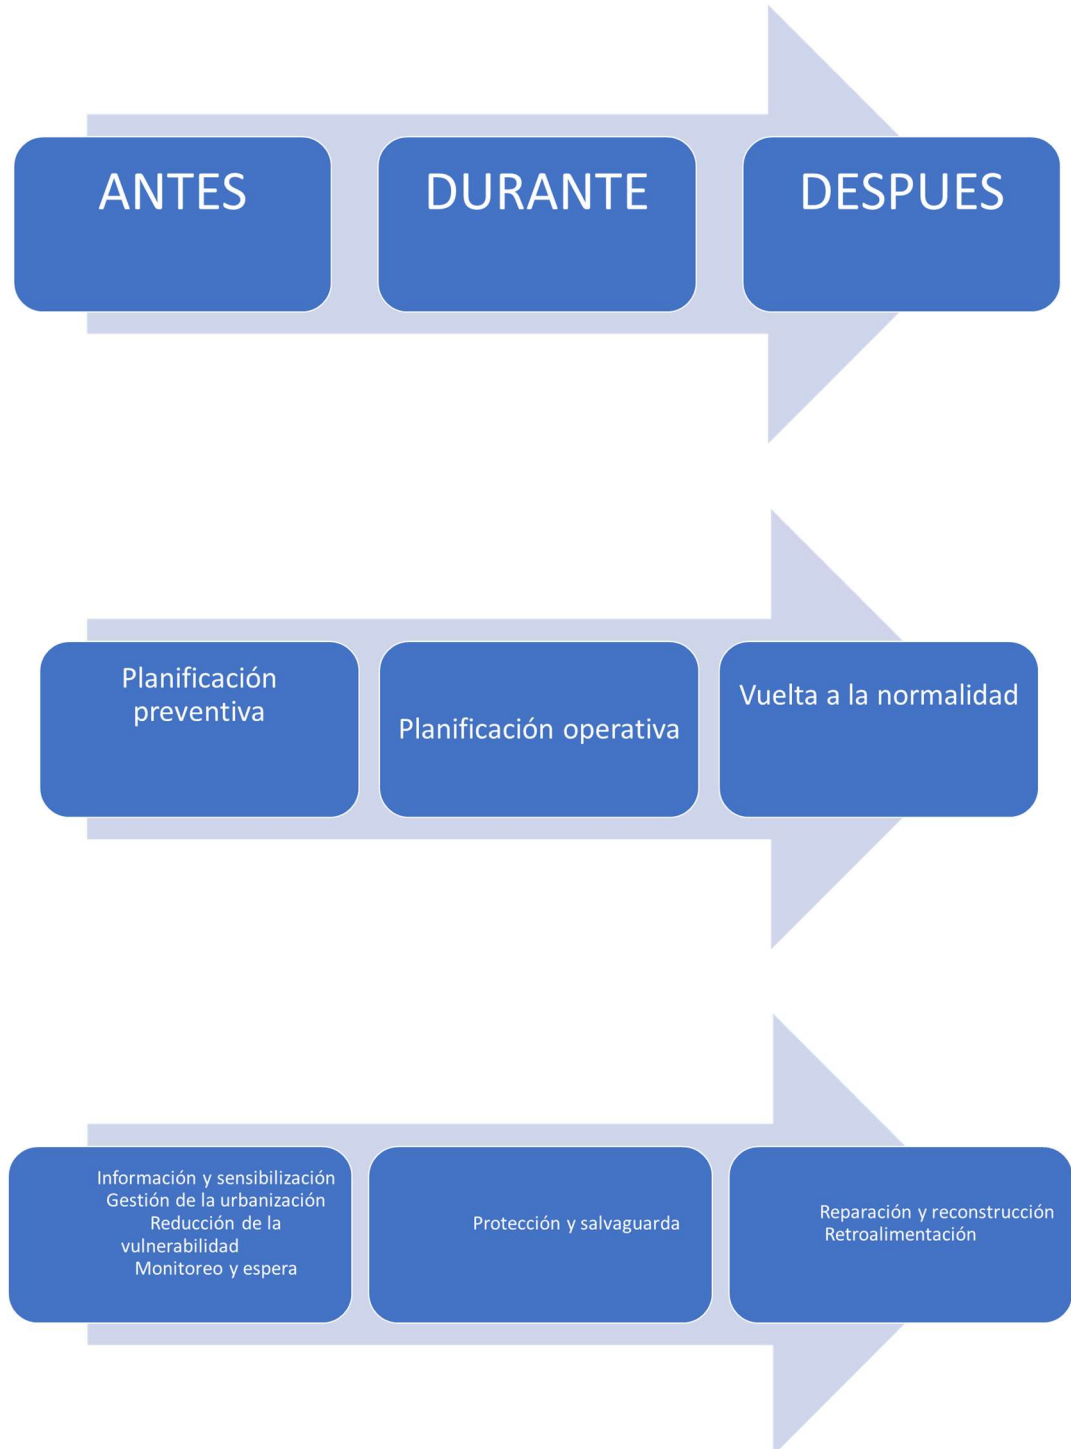 ANTES
DURANTE
DESPUES
Planificación
preventiva
Planificación operativa
Vuelta a la normalidad
Información y sensibilización
Gestión de la urbanización
Reducción de la
vulnerabilidad
Monitoreo y espera
Protección y salvaguarda
Reparación y reconstrucción
Retroalimentación